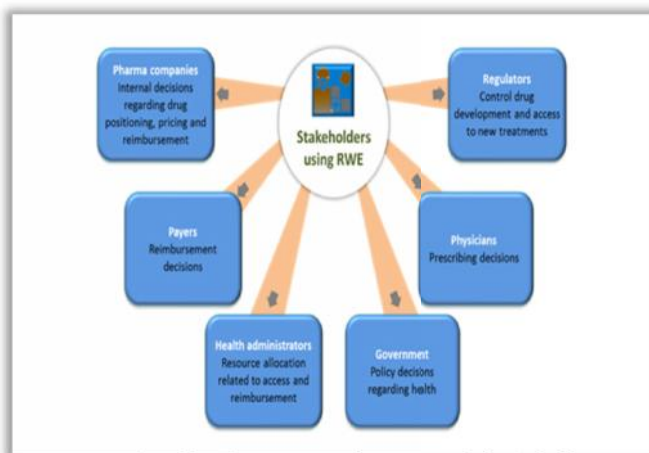 Stakeholders
using RWE
Pharma companies
Internal decisions
regarding drug
positioning, pricing and
reimbursement
Regulators
Control drug
development and access
to new treatments
Payers
Reimbursement
decisions
Physicians
Prescribing decisions
Health administrators
Resource allocation
related to access and
reimbursement
Government
Policy decisions
regarding health